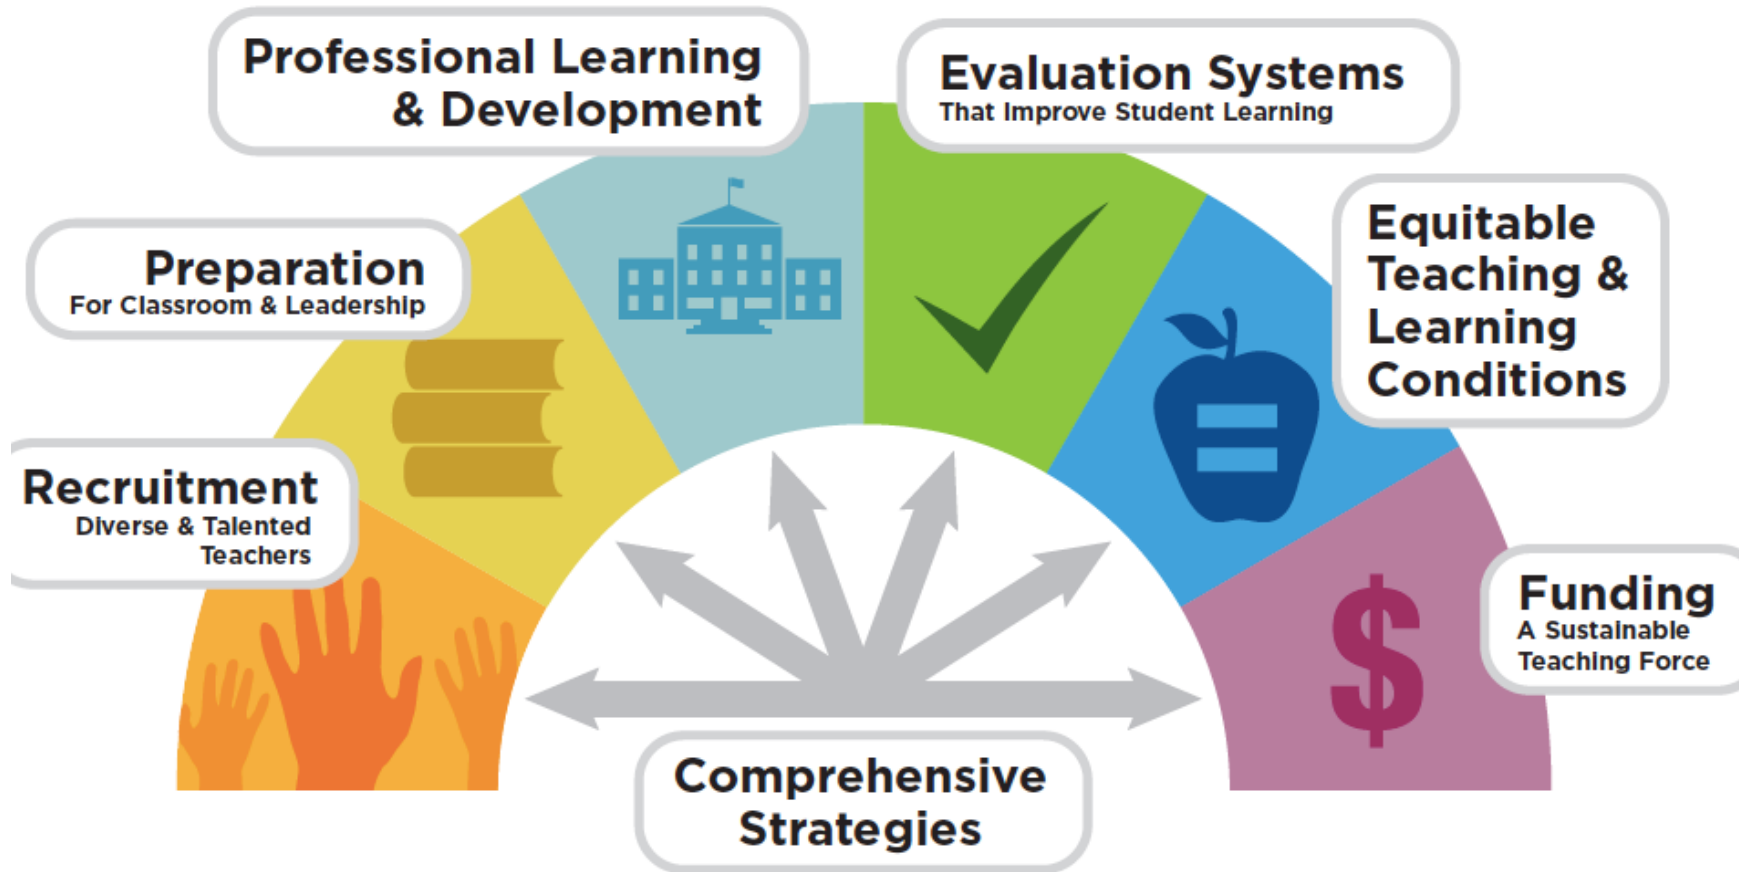 Professional Learning
& Development
Evaluation Systems
That Improve Student Learning
Preparation
For Classroom & Leadership
Equitable
Teaching &
Learning
Conditions
Recruitment
Diverse & Talented
Teachers
$
Funding
A Sustainable
Teaching Force
Comprehensive
Strategies